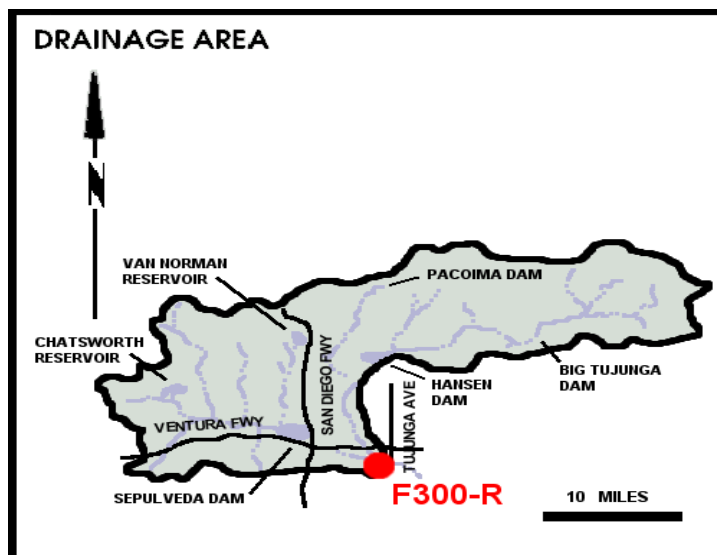 DRAINAGE AREA
N
VAN NORMAN
RESERVOIR
PACOIMA DAM
CHATSWORTH
RESERVOIR
SAN DIEGO FWY
BIG TUJUNGA
DAM
HANSEN
DAM
VENTURA FWY
TUJUNGA AVE
SEPULVEDA DAM
F300-R
10 MILES